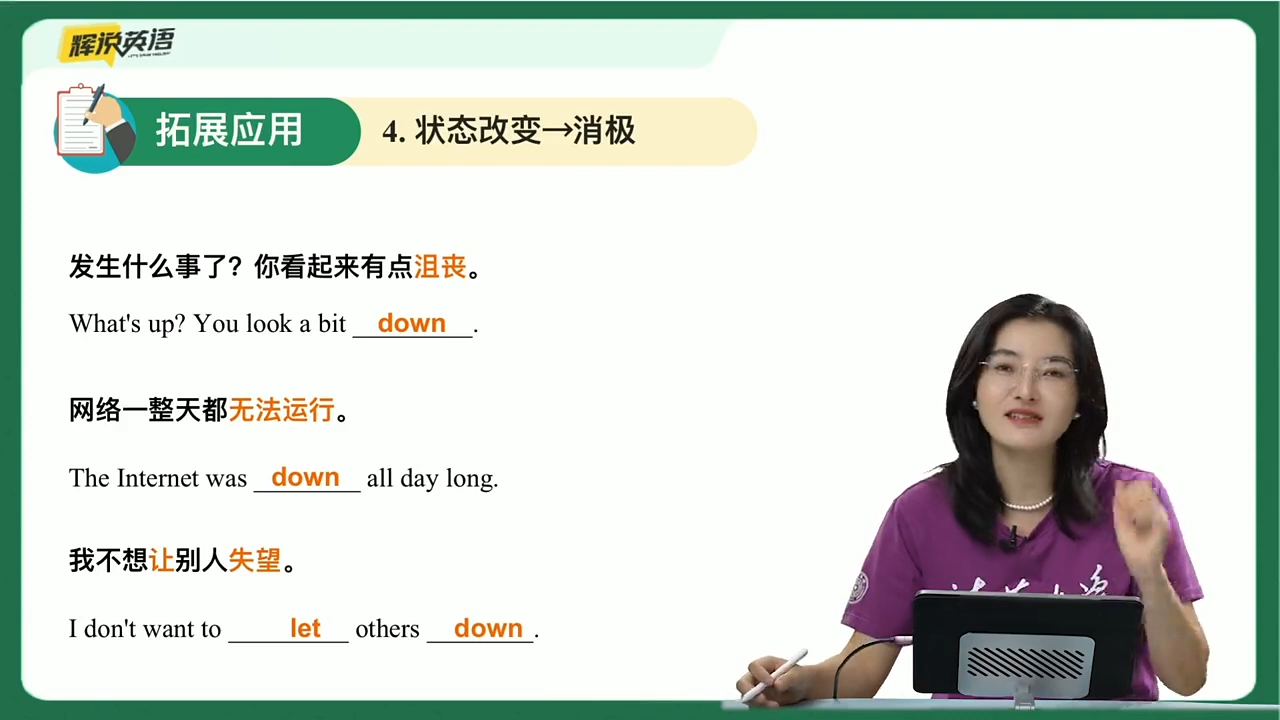 辉说英语
拓展应用
4. 状态改变→消极
发生什么事了？你看起来有点沮丧。
What's up? You look a bit down.
网络一整天都无法运行。
The Internet was down all day long.
我不想让别人失望。
I don't want to let others down.